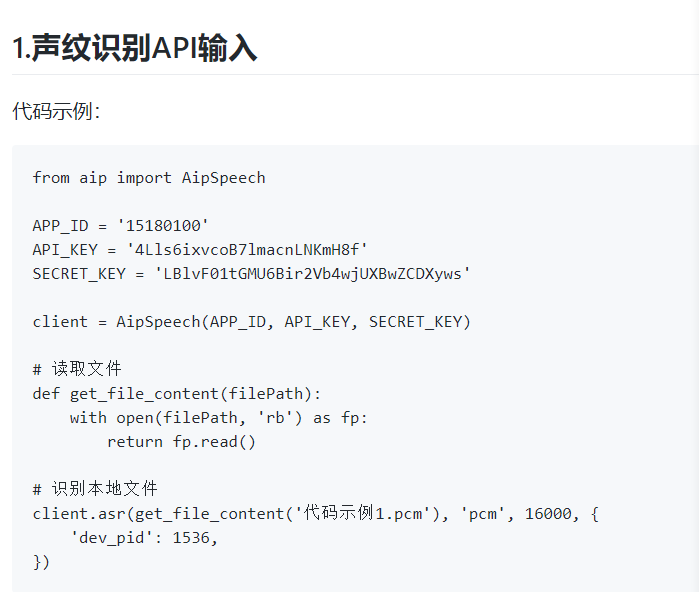 1.声纹识别API输入
代码示例：
from aip import AipSpeech
APP_ID = '15180100'
API_KEY = '4Lls6ixvcoB7lmacnLNKmH8f'
SECRET_KEY = 'LBlvF01tGMU6Bir2Vb4wjUXBwZCDXyws'
client = AipSpeech(APP_ID, API_KEY, SECRET_KEY)
# 读取文件
def get_file_content(filePath):
    with open(filePath, 'rb') as fp:
        return fp.read()
# 识别本地文件
client.asr(get_file_content('代码示例1.pcm'), 'pcm', 16000, {
    'dev_pid': 1536,
})